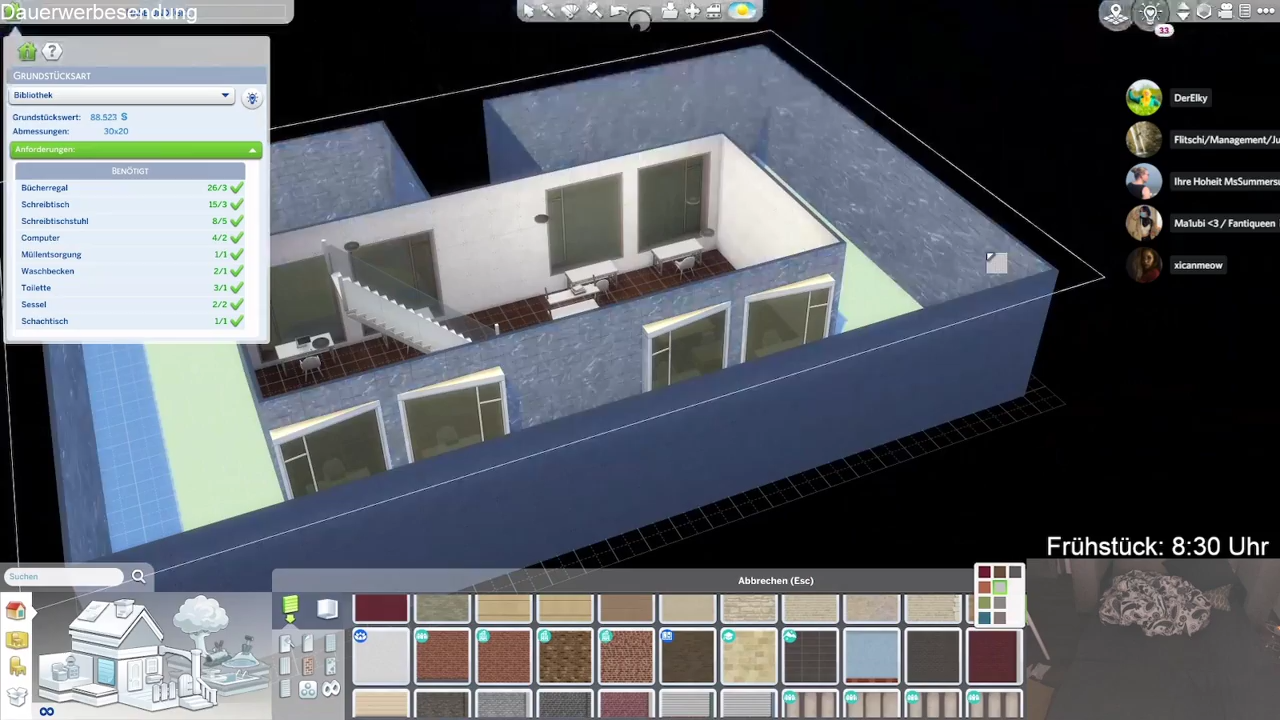 Dauerwerbesendung
GRUNDSTÜCKSART
Bibliothek
Grundstückswert: 88.523 S
Abmessungen: 30x20
Anforderungen:
BENÖTIGT
Bücherregal 26/3
Schreibtisch 15/3
Schreibtischstuhl 8/5
Computer 4/2
Müllentsorgung 1/1
Waschbecken 2/1
Toilette 3/1
Sessel 2/2
Schachtisch 1/1
33
DerElky
Flitschi/Management/Ju
Ihre Hoheit MsSummers
Ma1ubi <3 / Fantiqueen
xicanmeow
Frühstück: 8:30 Uhr
Suchen
Abbrechen (Esc)